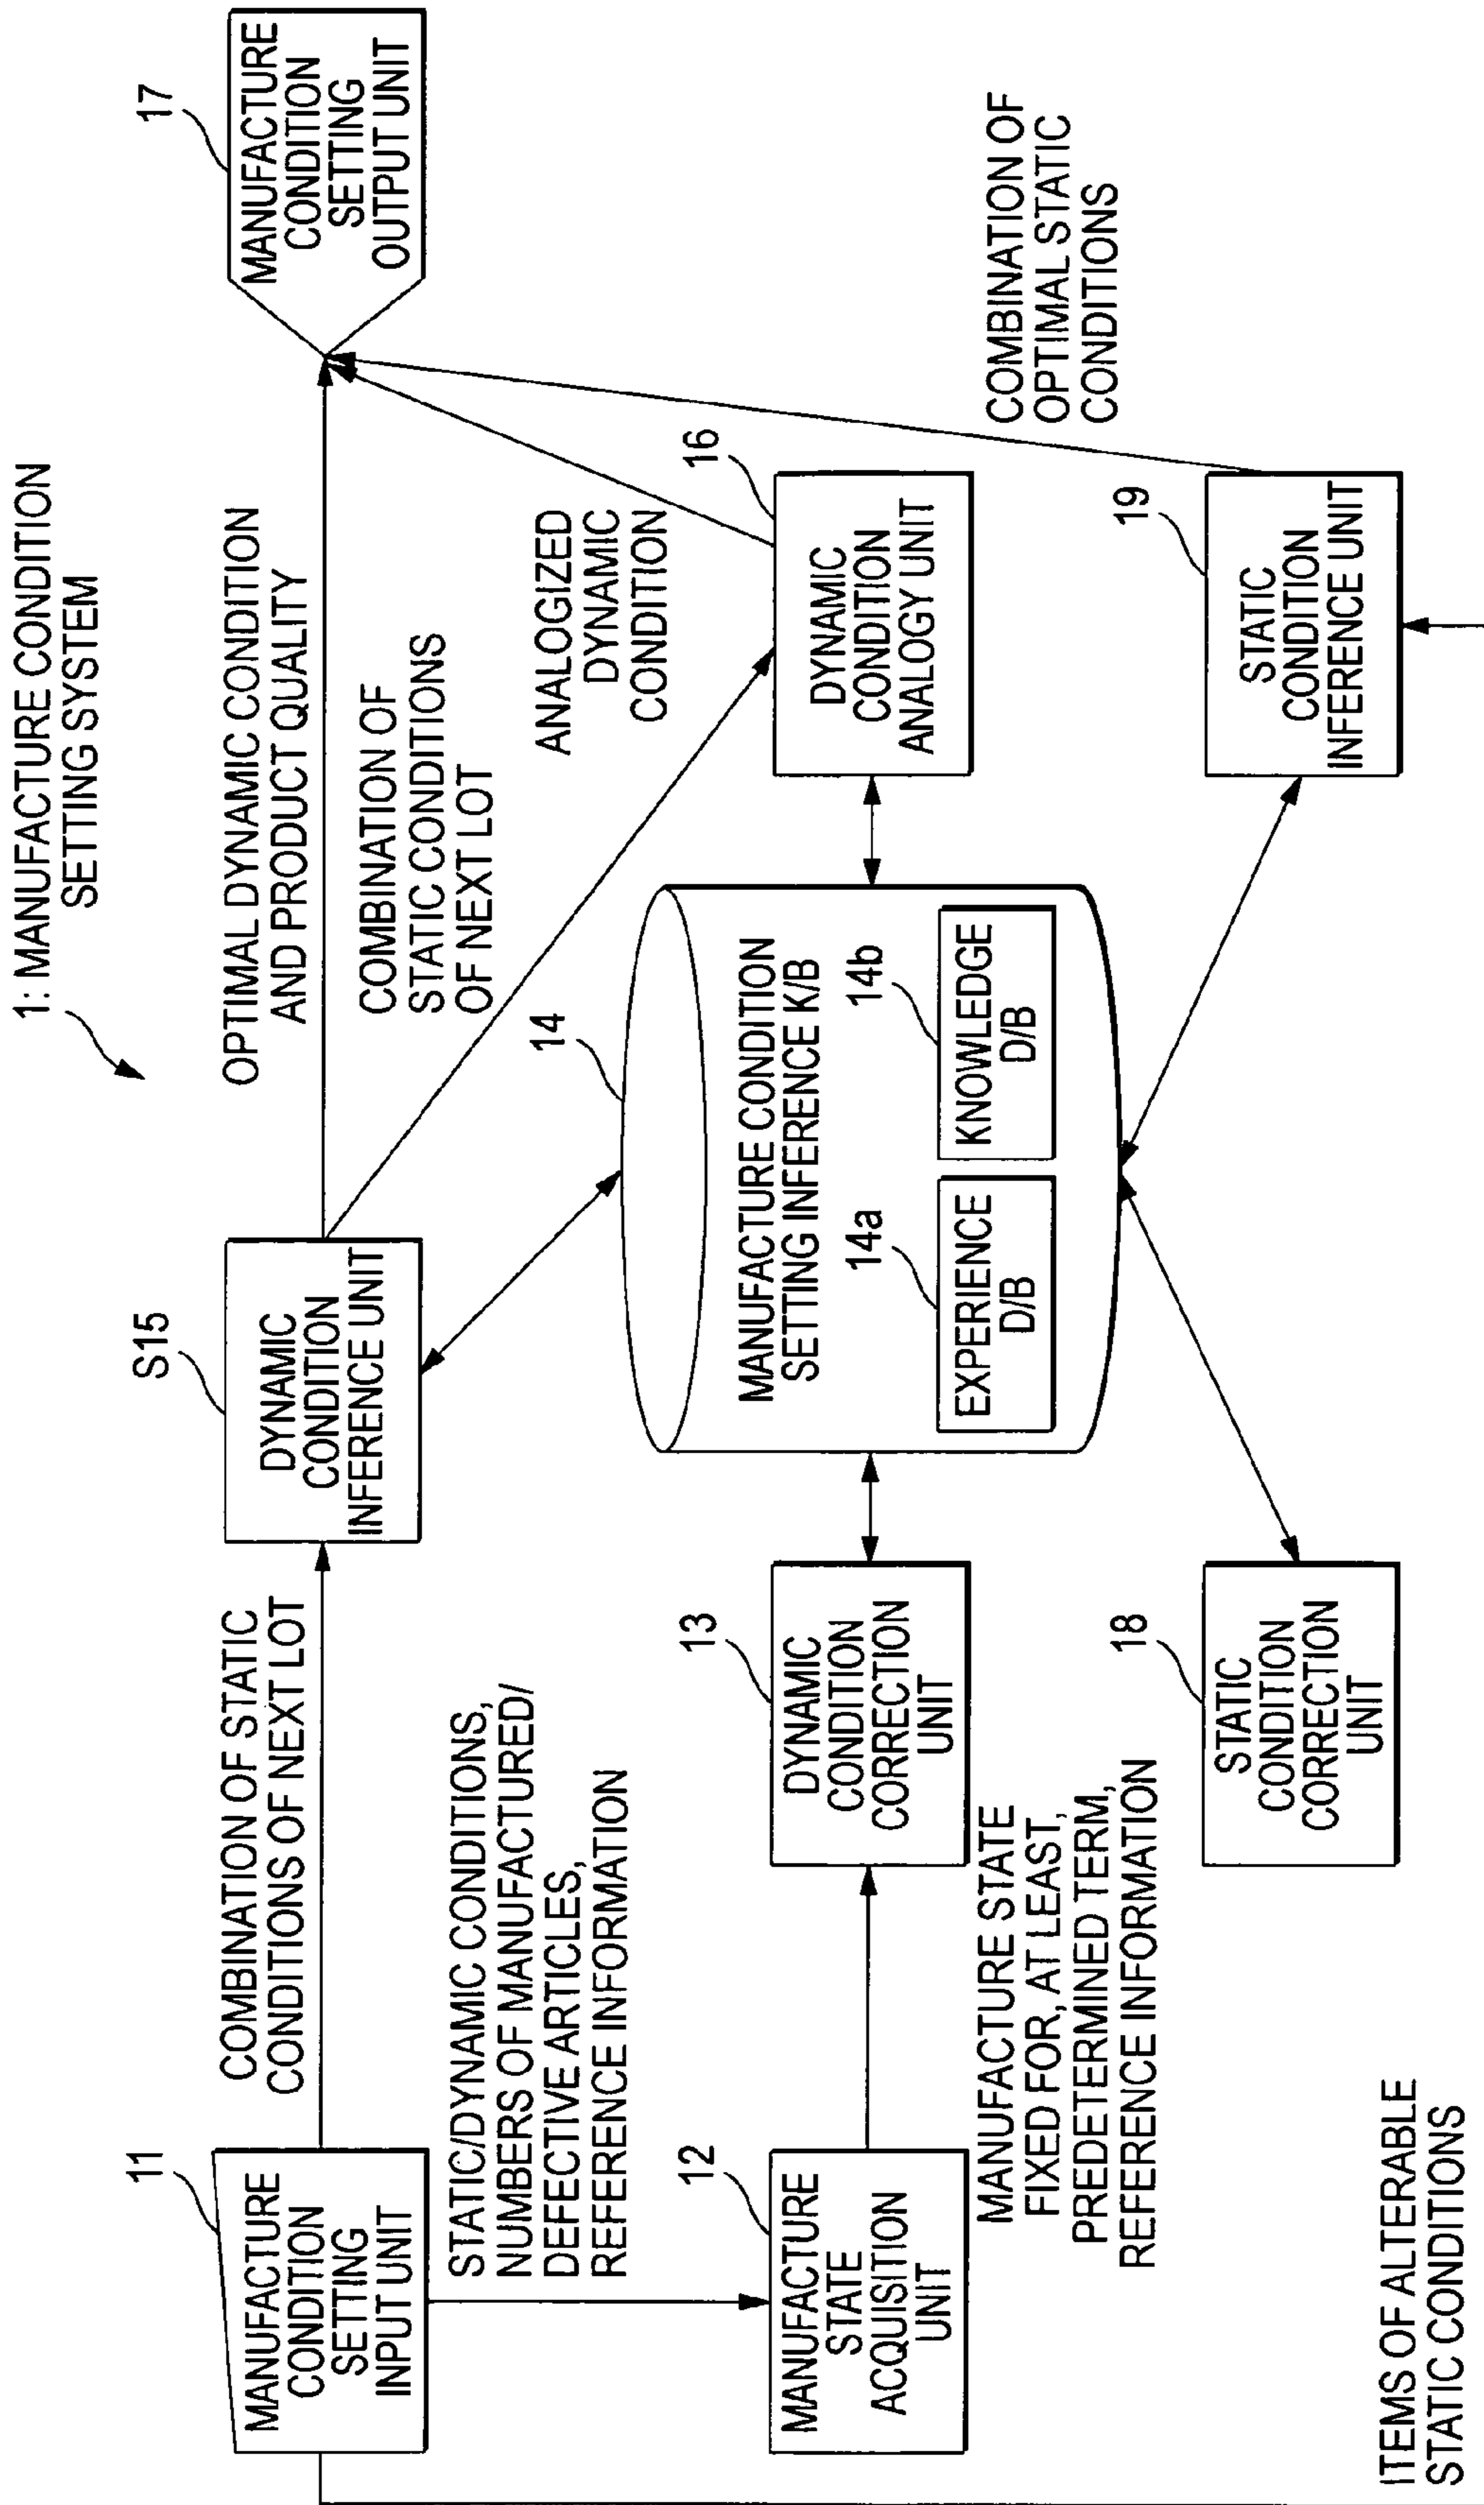 1: MANUFACTURE CONDITION
SETTING SYSTEM
11
MANUFACTURE
CONDITION
SETTING
INPUT UNIT
COMBINATION OF STATIC
CONDITIONS OF NEXT LOT
S15
DYNAMIC
CONDITION
INFERENCE UNIT
OPTIMAL DYNAMIC CONDITION
AND PRODUCT QUALITY
17
MANUFACTURE
CONDITION
SETTING
OUTPUT UNIT
COMBINATION OF
STATIC CONDITIONS
OF NEXT LOT
STATIC/DYNAMIC CONDITIONS,
NUMBERS OF MANUFACTURED/
DEFECTIVE ARTICLES,
REFERENCE INFORMATION
14
ANALOGIZED
DYNAMIC
CONDITION
12
MANUFACTURE
STATE
ACQUISITION
UNIT
13
DYNAMIC
CONDITION
CORRECTION
UNIT
MANUFACTURE CONDITION
SETTING INFERENCE K/B
14a
EXPERIENCE
D/B
14b
KNOWLEDGE
D/B
16
DYNAMIC
CONDITION
ANALOGY UNIT
MANUFACTURE STATE
FIXED FOR, AT LEAST,
PREDETERMINED TERM,
REFERENCE INFORMATION
COMBINATION OF
OPTIMAL STATIC
CONDITIONS
18
STATIC
CONDITION
CORRECTION
UNIT
19
STATIC
CONDITION
INFERENCE UNIT
ITEMS OF ALTERABLE
STATIC CONDITIONS